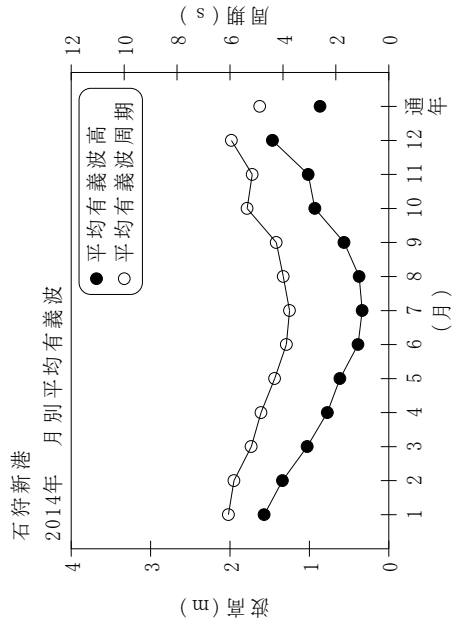 石狩新港
2014年 月別平均有義波
平均有義波高
平均有義波周期
波高(m)
4
3
2
1
0
周期(s)
12
10
8
6
4
2
0
1 2 3 4 5 6 7 8 9 10 11 12 通年
(月)